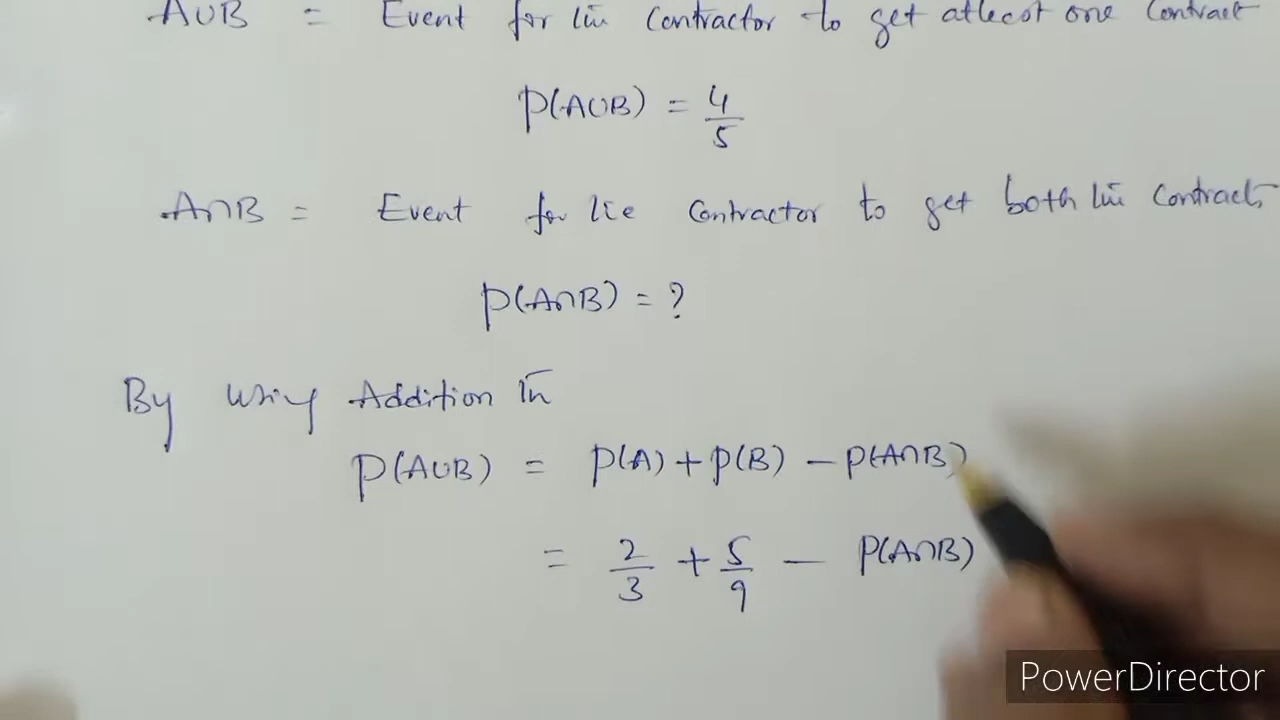 A∪B = Event for the Contractor to get atleast one Contract
P(A∪B) = 4/5
A∩B = Event for the Contractor to get both the Contracts
P(A∩B) = ?
By using Addition Th
P(A∪B) = P(A) + P(B) - P(A∩B)
= 2/3 + 5/9 - P(A∩B)
PowerDirector